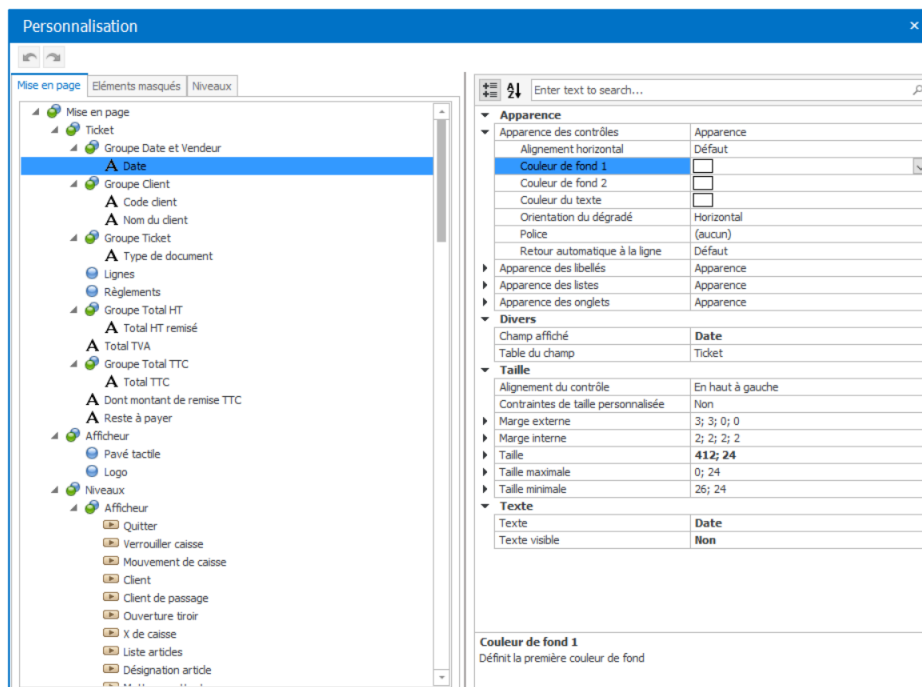 Personnalisation
Mise en page
Eléments masqués
Niveaux
Mise en page
Ticket
Groupe Date et Vendeur
Date
Groupe Client
Code client
Nom du client
Groupe Ticket
Type de document
Lignes
Règlements
Groupe Total HT
Total HT remisé
Total TVA
Groupe Total TTC
Total TTC
Dont montant de remise TTC
Reste à payer
Afficheur
Pavé tactile
Logo
Niveaux
Afficheur
Quitter
Verrouiller caisse
Mouvement de caisse
Client
Client de passage
Ouverture tiroir
X de caisse
Liste articles
Désignation article
Enter text to search...
Apparence
Apparence des contrôles Apparence
Alignement horizontal Défaut
Couleur de fond 1
Couleur de fond 2
Couleur du texte
Orientation du dégradé Horizontal
Police (aucun)
Retour automatique à la ligne Défaut
Apparence des libellés Apparence
Apparence des listes Apparence
Apparence des onglets Apparence
Divers
Champ affiché Date
Table du champ Ticket
Taille
Alignement du contrôle En haut à gauche
Contraintes de taille personnalisée Non
Marge externe 3; 3; 0; 0
Marge interne 2; 2; 2; 2
Taille 412; 24
Taille maximale 0; 24
Taille minimale 26; 24
Texte
Texte Date
Texte visible Non
Couleur de fond 1
Définit la première couleur de fond